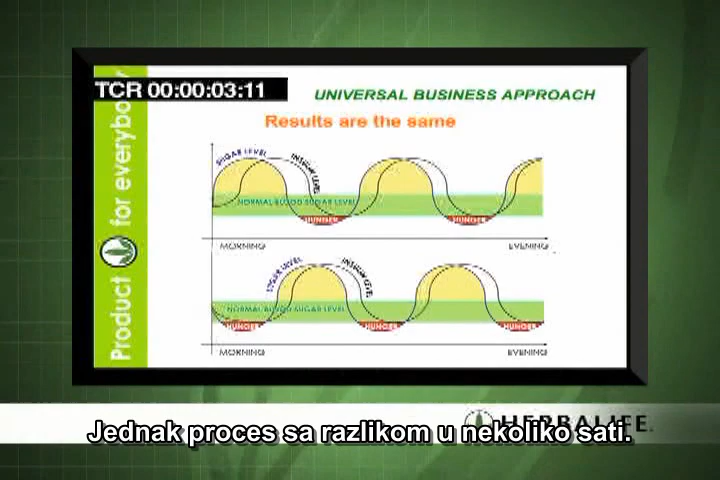 TCR 00:00:03:11
UNIVERSAL BUSINESS APPROACH
Results are the same
Product for everybody
SUGAR LEVEL
INSULIN LEVEL
NORMAL BLOOD SUGAR LEVEL
HUNGER
HUNGER
MORNING
EVENING
SUGAR LEVEL
INSULIN LEVEL
NORMAL BLOOD SUGAR LEVEL
HUNGER
HUNGER
HUNGER
MORNING
EVENING
HERBALIFE.
Jednak proces sa razlikom u nekoliko sati.